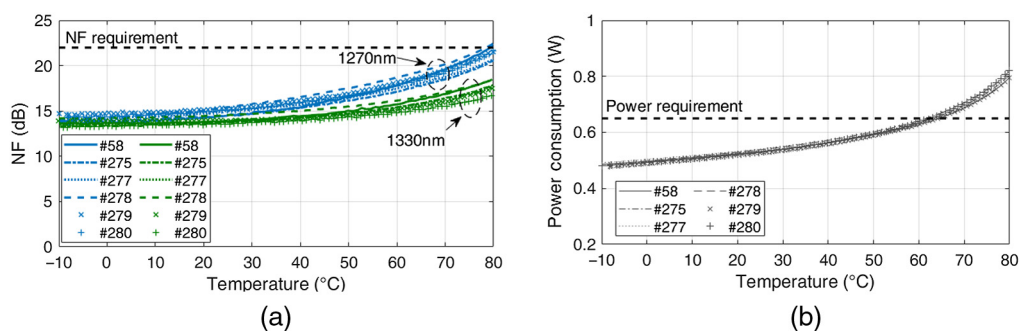 NF requirement
1270nm
1330nm
#58 #58
#275 #275
#277 #277
#278 #278
#279 #279
#280 #280
25
20
15
10
5
0
NF (dB)
-10 0 10 20 30 40 50 60 70 80
Temperature (°C)
(a)
1
0.8
0.6
0.4
0.2
Power consumption (W)
Power requirement
#58 #278
#275 #279
#277 #280
-10 0 10 20 30 40 50 60 70 80
Temperature (°C)
(b)